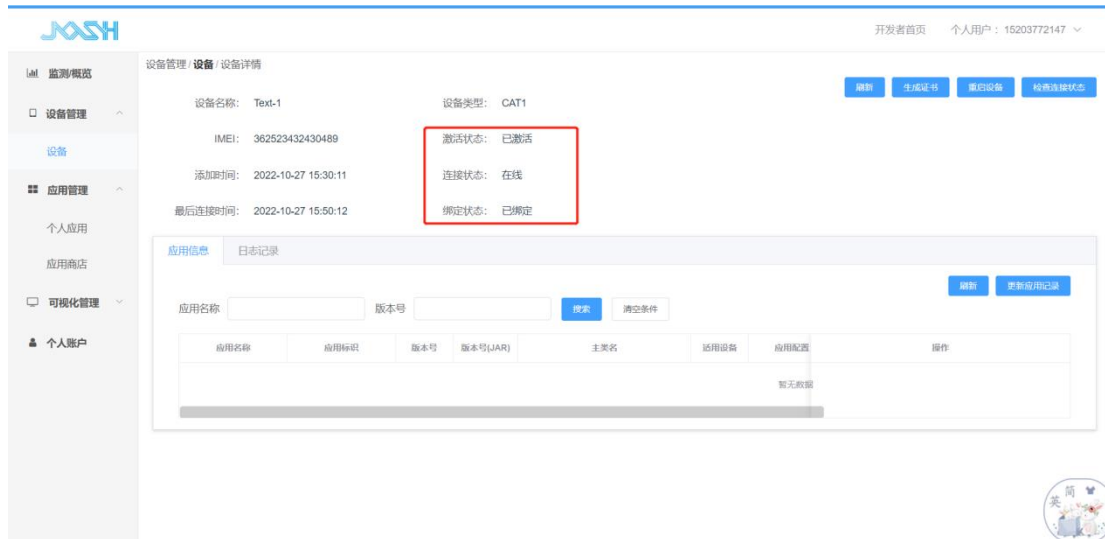 JOSH
开发者首页 个人用户：15203772147
监测/概览
设备管理
设备
应用管理
个人应用
应用商店
可视化管理
个人账户
设备管理 / 设备 / 设备详情
刷新 生成证书 重启设备 检查连接状态
设备名称: Text-1 设备类型: CAT1
IMEI: 362523432430489 激活状态: 已激活
添加时间: 2022-10-27 15:30:11 连接状态: 在线
最后连接时间: 2022-10-27 15:50:12 绑定状态: 已绑定
应用信息 日志记录
刷新 更新应用记录
应用名称 版本号 搜索 清空条件
应用名称 应用标识 版本号 版本号(JAR) 主类名 适用设备 应用配置 操作
暂无数据
英 简